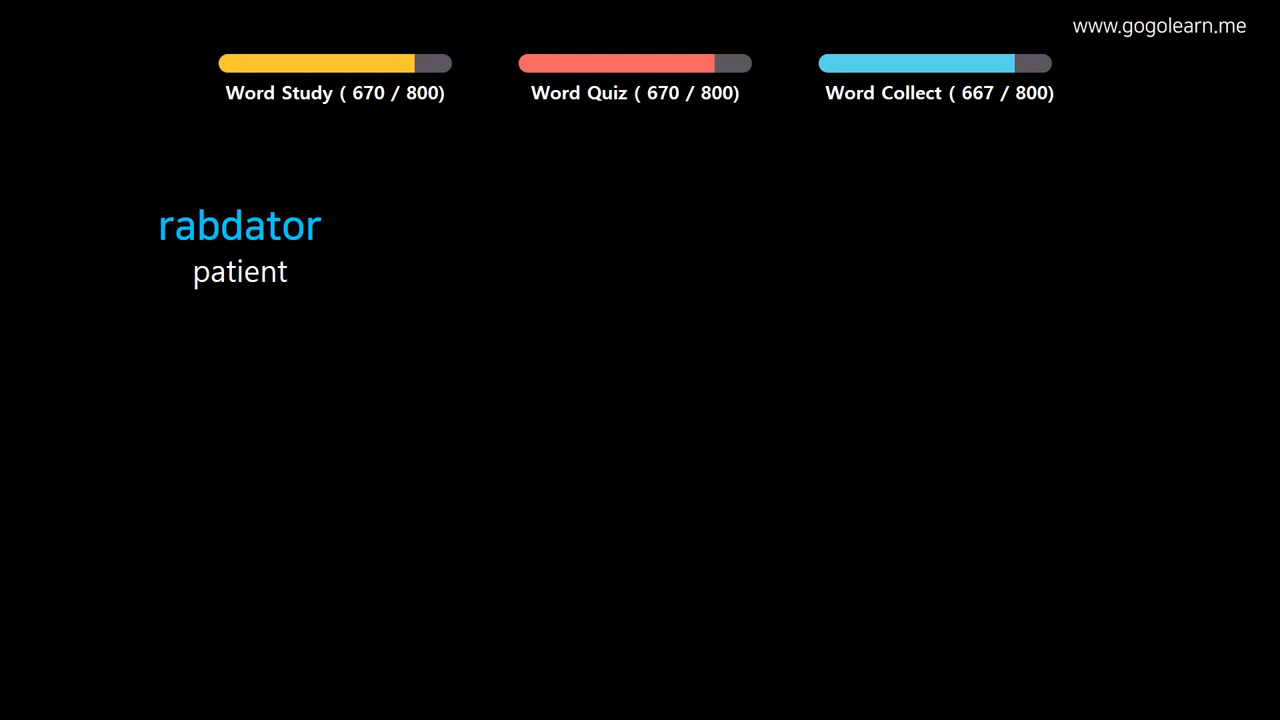 www.gogolearn.me
Word Study ( 670 / 800)
Word Quiz ( 670 / 800)
Word Collect ( 667 / 800)
rabdator
patient